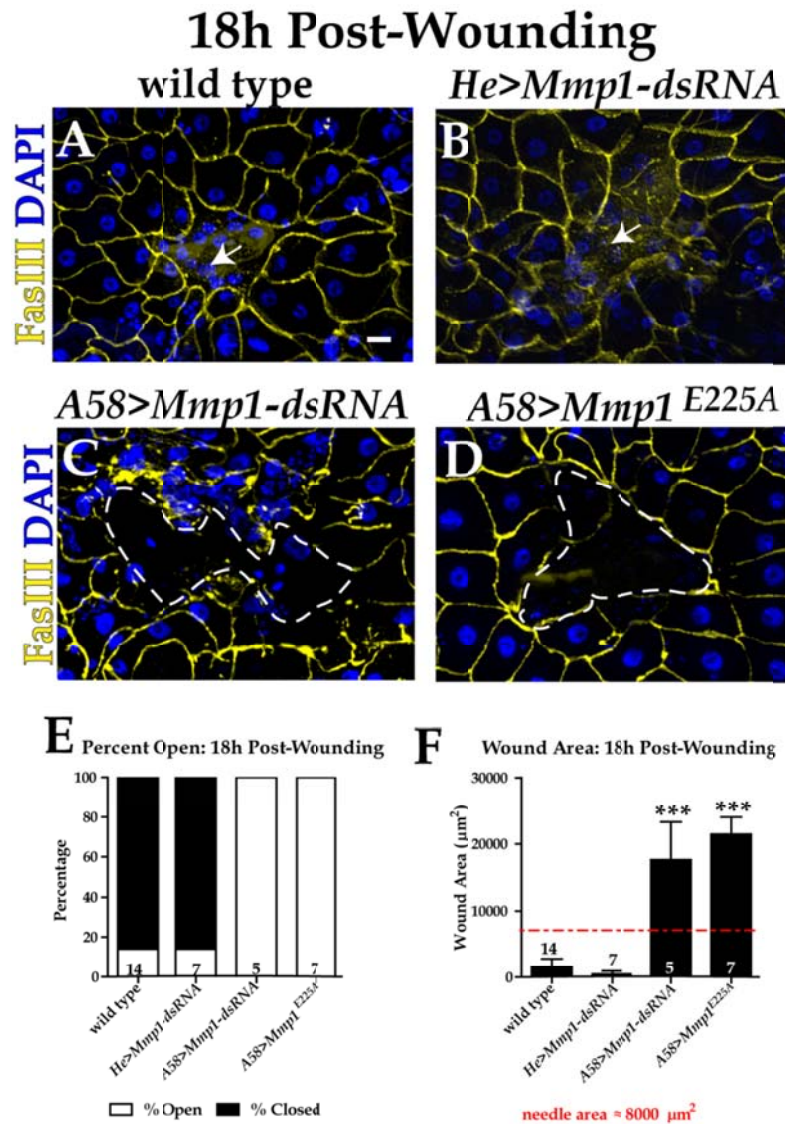 18h Post-Wounding
wild type
He>Mmp1-dsRNA
FasIII DAPI
A
B
A58>Mmp1-dsRNA
A58>Mmp1 E225A
FasIII DAPI
C
D
E Percent Open: 18h Post-Wounding
100
80
60
40
20
0
Percentage
14
7
5
7
wild type
He>Mmp1-dsRNA
A58>Mmp1-dsRNA
A58>Mmp1E225A
% Open % Closed
F Wound Area: 18h Post-Wounding
30000
20000
10000
0
Wound Area (µm²)
14
7
***
5
***
7
wild type
He>Mmp1-dsRNA
A58>Mmp1-dsRNA
A58>Mmp1E225A
needle area ≈ 8000 µm²